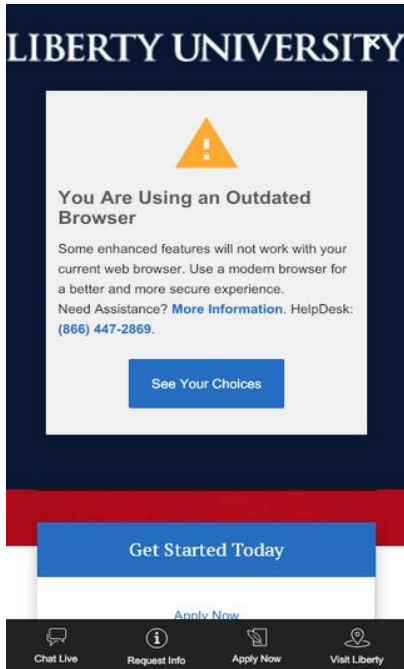 LIBERTY UNIVERSITY
You Are Using an Outdated
Browser
Some enhanced features will not work with your
current web browser. Use a modern browser for
a better and more secure experience.
Need Assistance? More Information. HelpDesk:
(866) 447-2869.
See Your Choices
Get Started Today
Apply Now
Chat Live Request Info Apply Now Visit Liberty